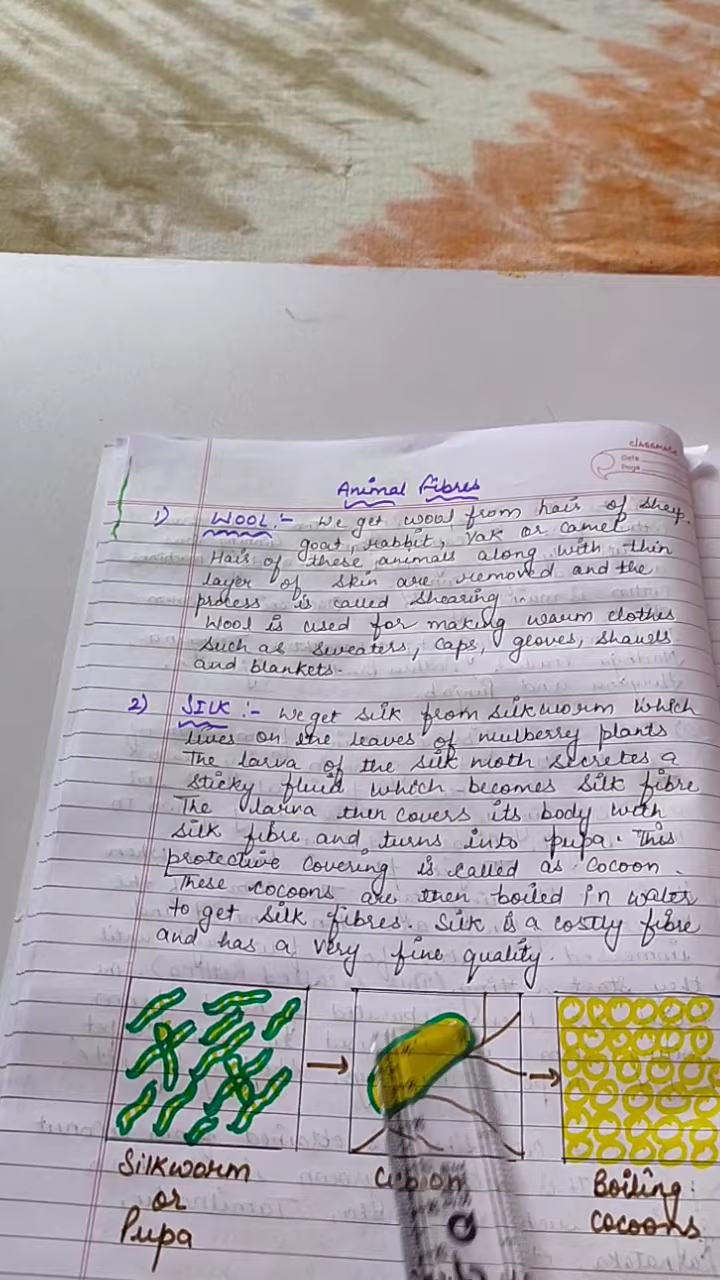 classmate
Date
Page
Animal Fibres
1) WOOL:- We get wool from hair of sheep,
goat, rabbit, Yak or camel.
Hair of these animals along with thin
layer of skin are removed and the
process is called shearing.
Wool is used for making warm clothes
such as sweaters, caps, gloves, shawls
and blankets.
2) SILK:- We get silk from silkworm which
lives on the leaves of mulberry plants
The larva of the silk moth secretes a
sticky fluid which becomes silk fibre
The larva then covers its body with
silk fibre and turns into pupa. This
protective covering is called as cocoon.
These cocoons are then boiled in water
to get silk fibres. Silk is a costly fibre
and has a very fine quality.
Silkworm
or
Pupa
Boiling
cocoons